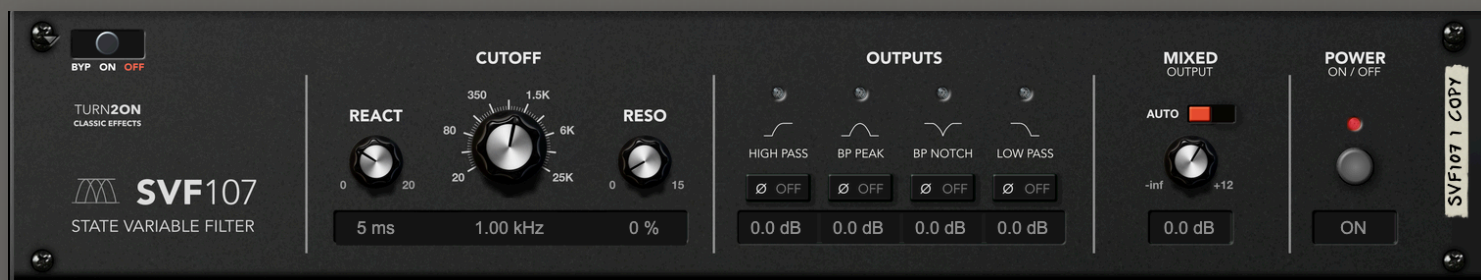 BYP ON OFF
TURN2ON
CLASSIC EFFECTS
SVF107
STATE VARIABLE FILTER
CUTOFF
REACT
0 20
20 80 350 1.5K 6K 25K
RESO
0 15
5 ms 1.00 kHz 0 %
OUTPUTS
HIGH PASS BP PEAK BP NOTCH LOW PASS
Ø OFF Ø OFF Ø OFF Ø OFF
0.0 dB 0.0 dB 0.0 dB 0.0 dB
MIXED
OUTPUT
AUTO
-inf +12
0.0 dB
POWER
ON / OFF
ON
SVF107 1 COPY